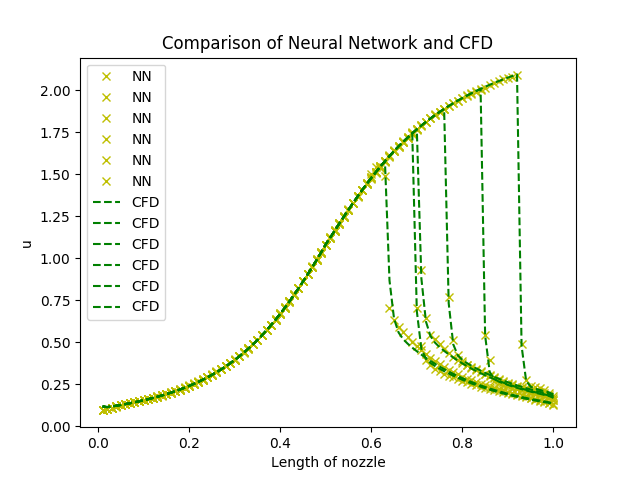 Comparison of Neural Network and CFD
NN
NN
NN
NN
NN
NN
CFD
CFD
CFD
CFD
CFD
CFD
u
2.00
1.75
1.50
1.25
1.00
0.75
0.50
0.25
0.00
0.0 0.2 0.4 0.6 0.8 1.0
Length of nozzle